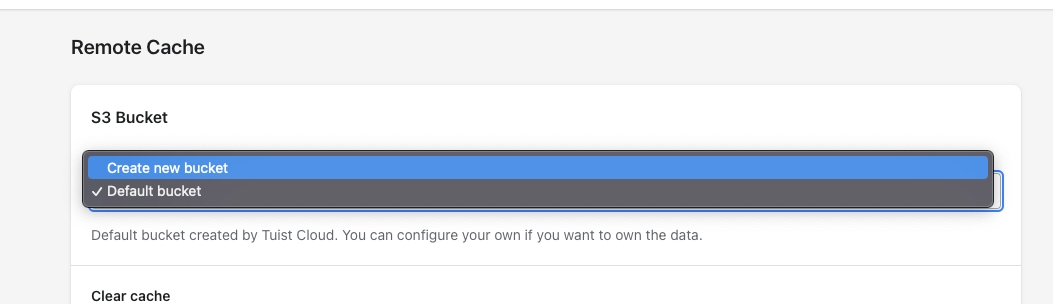 Remote Cache
S3 Bucket
Create new bucket
✓ Default bucket
Default bucket created by Tuist Cloud. You can configure your own if you want to own the data.
Clear cache